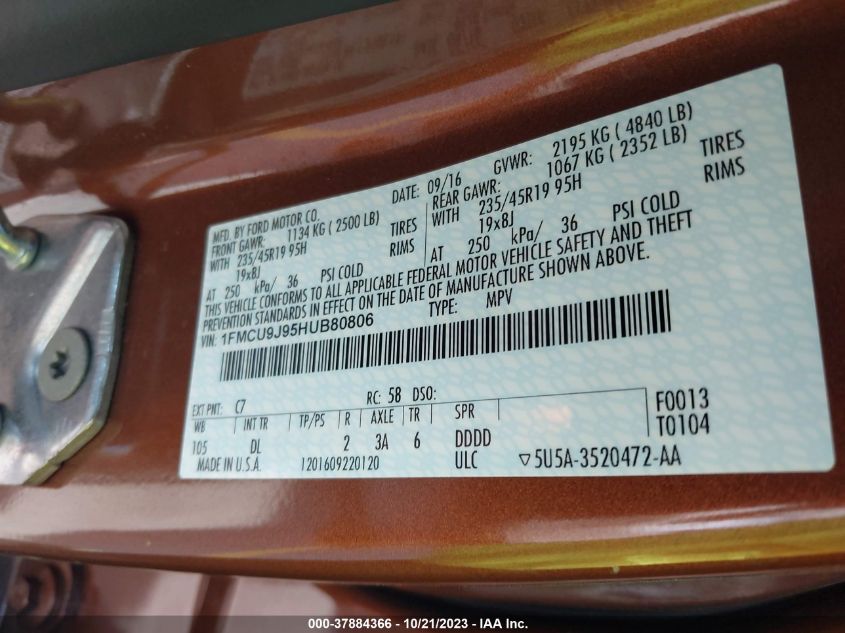 MFD. BY FORD MOTOR CO.
DATE: 09/16 GVWR: 2195 KG ( 4840 LB)
FRONT GAWR: 1134 KG ( 2500 LB)
REAR GAWR: 1067 KG ( 2352 LB)
WITH 235/45R19 95H TIRES
WITH 235/45R19 95H TIRES
19x8J RIMS
19x8J RIMS
AT 250 kPa/ 36 PSI COLD
AT 250 kPa/ 36 PSI COLD
THIS VEHICLE CONFORMS TO ALL APPLICABLE FEDERAL MOTOR VEHICLE SAFETY AND THEFT
PREVENTION STANDARDS IN EFFECT ON THE DATE OF MANUFACTURE SHOWN ABOVE.
VIN: 1FMCU9J95HUB80806 TYPE: MPV
EXT PNT: C7 RC: 58 DSO:
WB INT TR TP/PS R AXLE TR SPR F0013
105 DL 2 3A 6 DDDD T0104
MADE IN U.S.A. 1201609220120 ULC ▽5U5A-3520472-AA
000-37884366 - 10/21/2023 - IAA Inc.